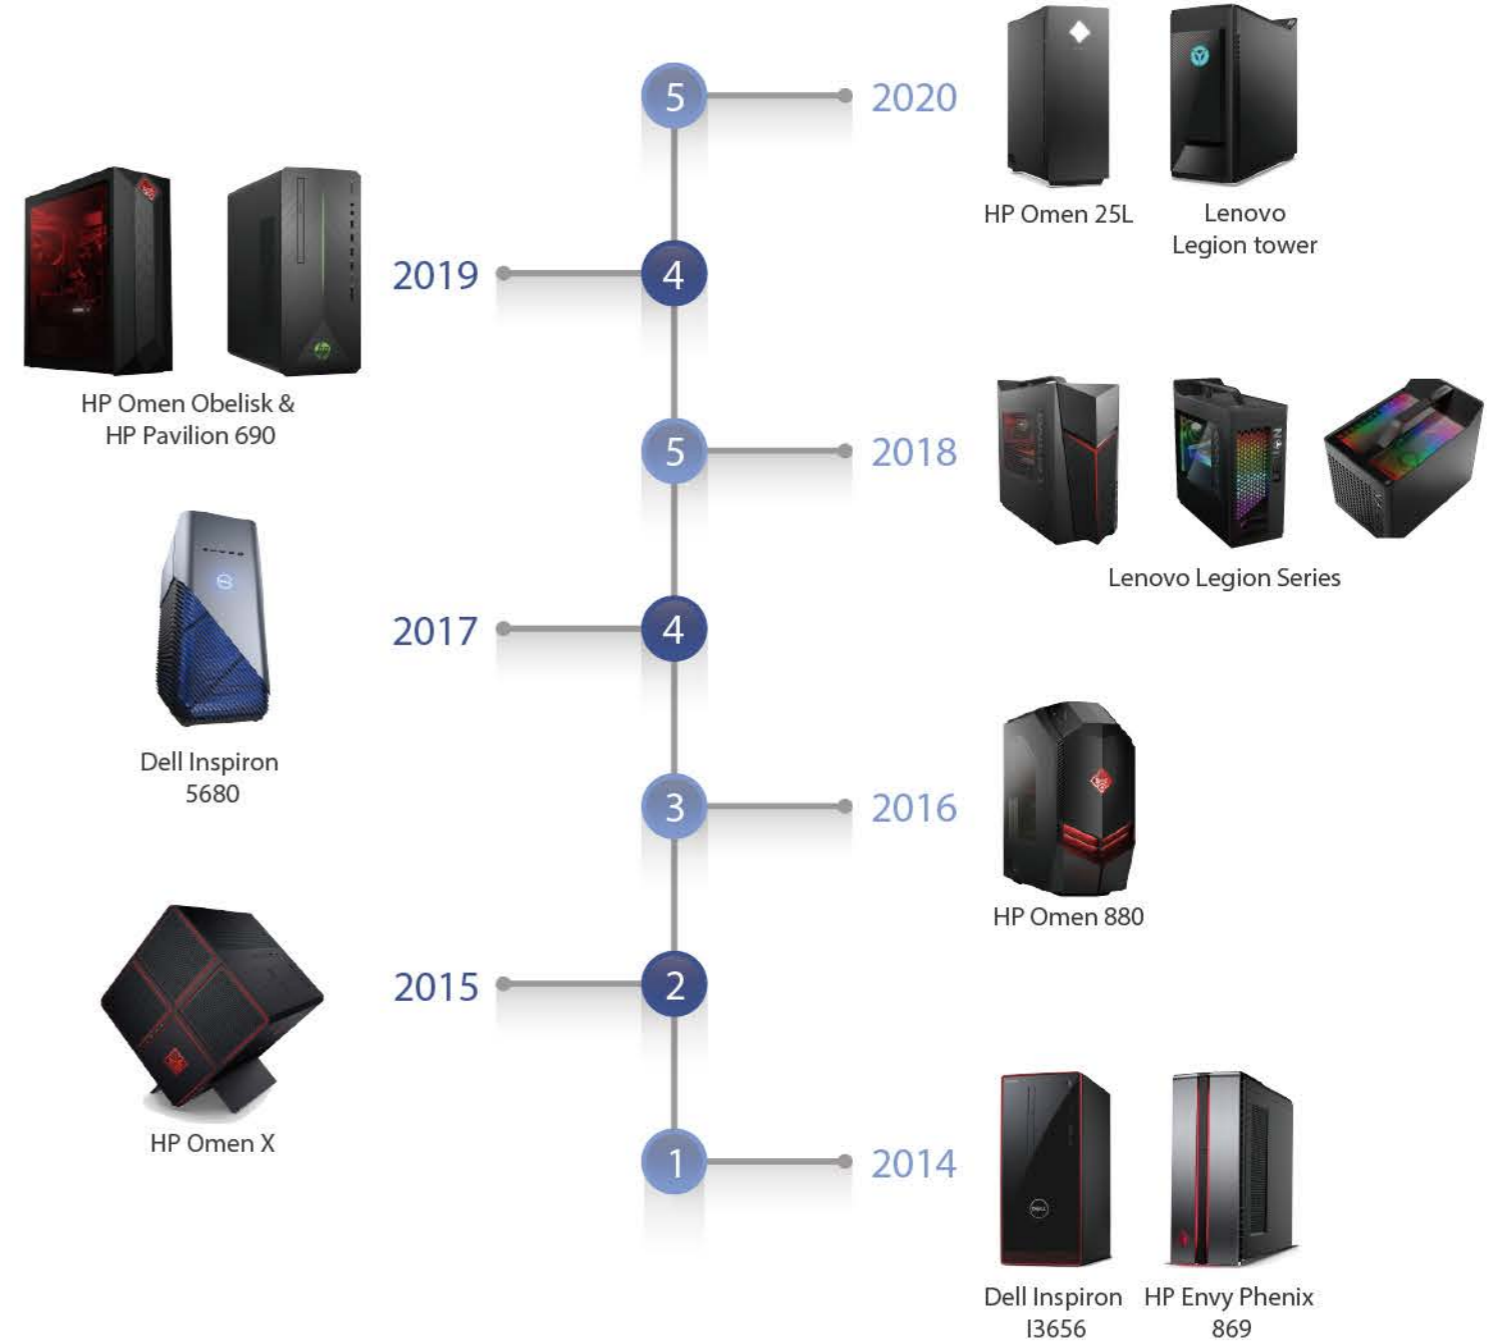 5
2020
HP Omen 25L
Lenovo
Legion tower
2019
4
HP Omen Obelisk &
HP Pavilion 690
5
2018
Lenovo Legion Series
2017
4
Dell Inspiron
5680
3
2016
HP Omen 880
2015
2
HP Omen X
1
2014
DELL
Dell Inspiron
I3656
HP Envy Phenix
869